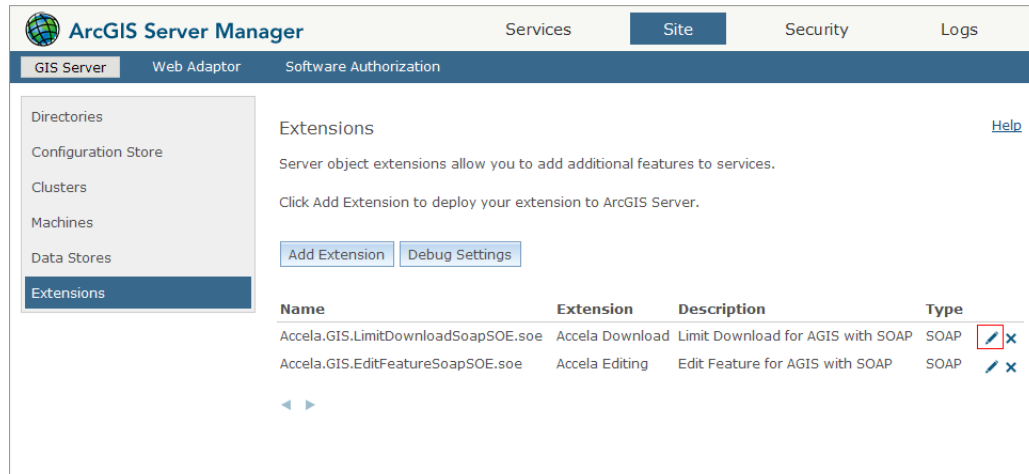 ArcGIS Server Manager Services Site Security Logs
GIS Server Web Adaptor Software Authorization
Directories
Configuration Store
Clusters
Machines
Data Stores
Extensions
Extensions Help
Server object extensions allow you to add additional features to services.
Click Add Extension to deploy your extension to ArcGIS Server.
Add Extension Debug Settings
Name Extension Description Type
Accela.GIS.LimitDownloadSoapSOE.soe Accela Download Limit Download for AGIS with SOAP SOAP
Accela.GIS.EditFeatureSoapSOE.soe Accela Editing Edit Feature for AGIS with SOAP SOAP